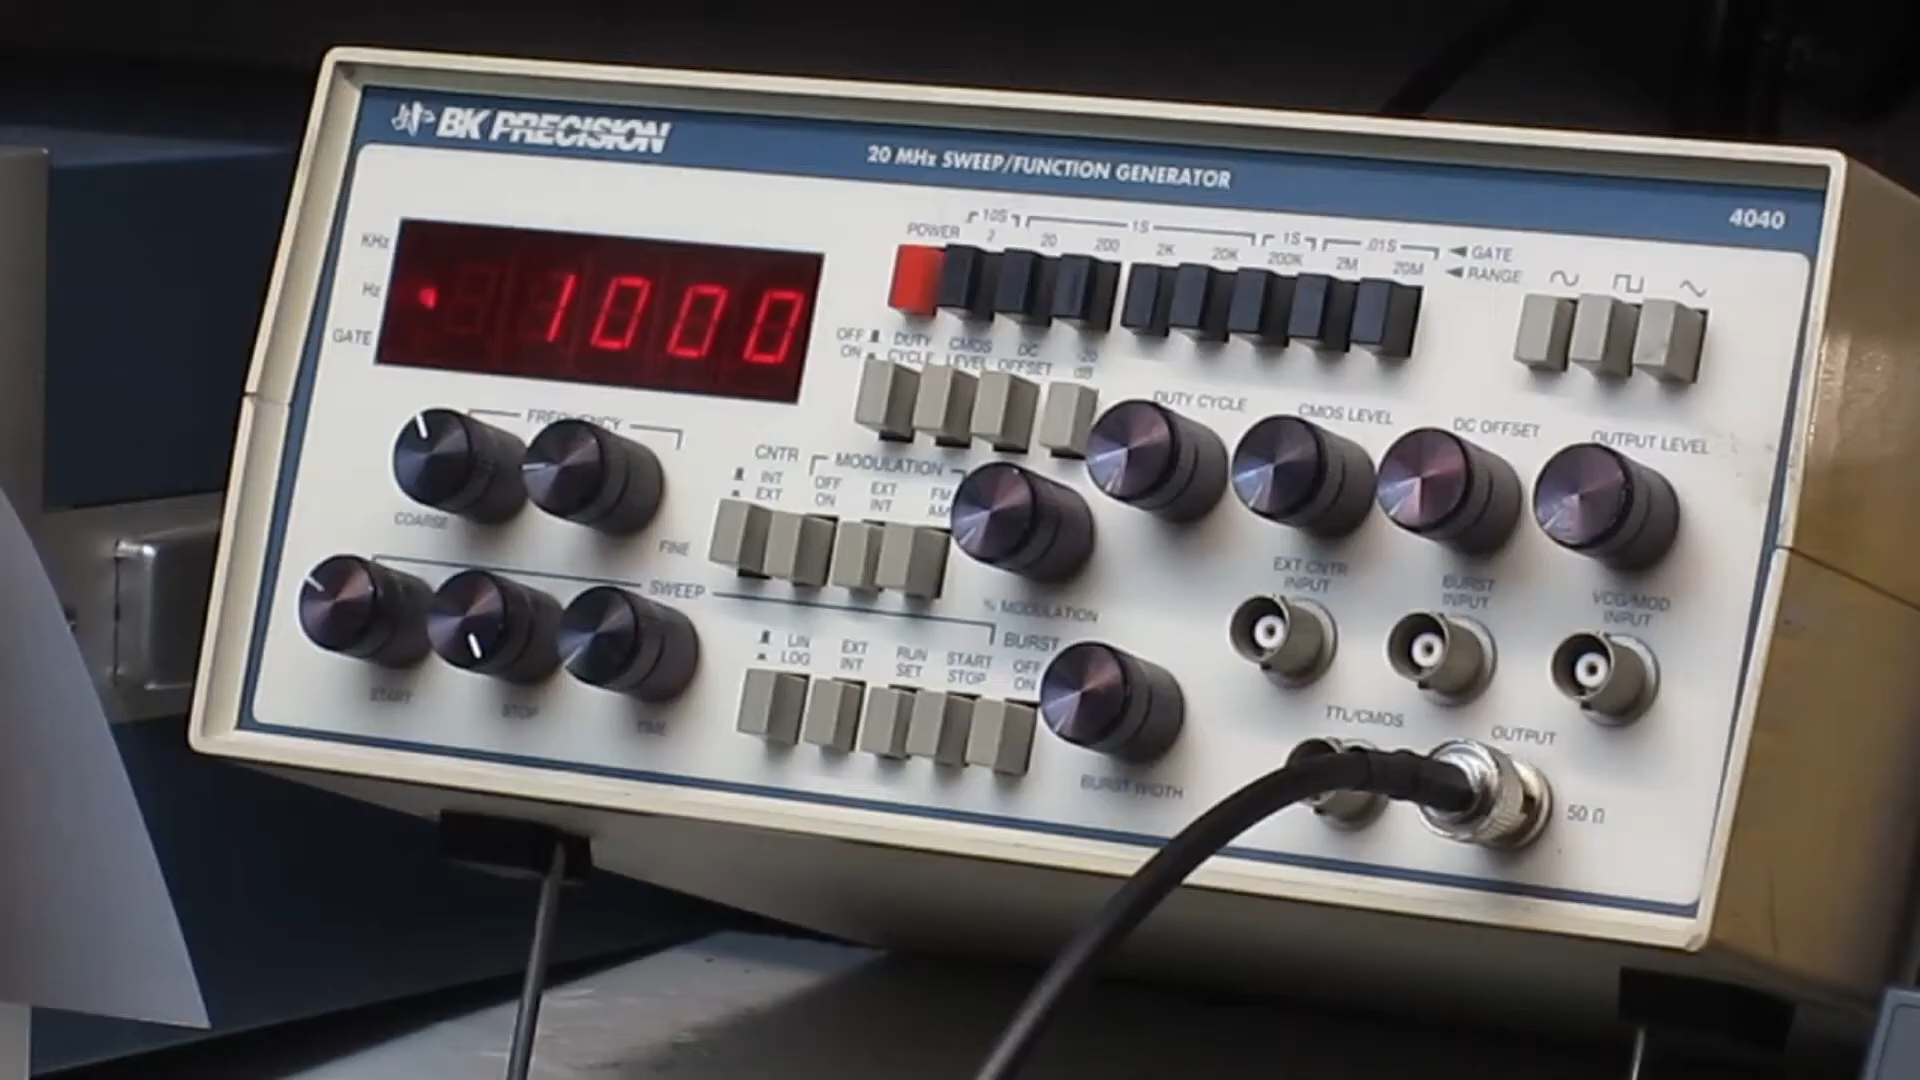 BK PRECISION
20 MHz SWEEP/FUNCTION GENERATOR
4040
KHz
Hz
GATE
1000
POWER
10S 1S 1S .01S GATE
2 20 200 2K 20K 200K 2M 20M RANGE
OFF
ON
DUTY CYCLE
CMOS LEVEL
DC OFFSET
-20 dB
FREQUENCY
COARSE
FINE
CNTR
INT
EXT
MODULATION
OFF
ON
EXT
INT
FM
AM
% MODULATION
DUTY CYCLE
CMOS LEVEL
DC OFFSET
OUTPUT LEVEL
SWEEP
START
STOP
TIME
LIN
LOG
EXT
INT
RUN
SET
START
STOP
BURST
OFF
ON
BURST WIDTH
EXT CNTR
INPUT
BURST
INPUT
VCG/MOD
INPUT
TTL/CMOS
OUTPUT
50 Ω